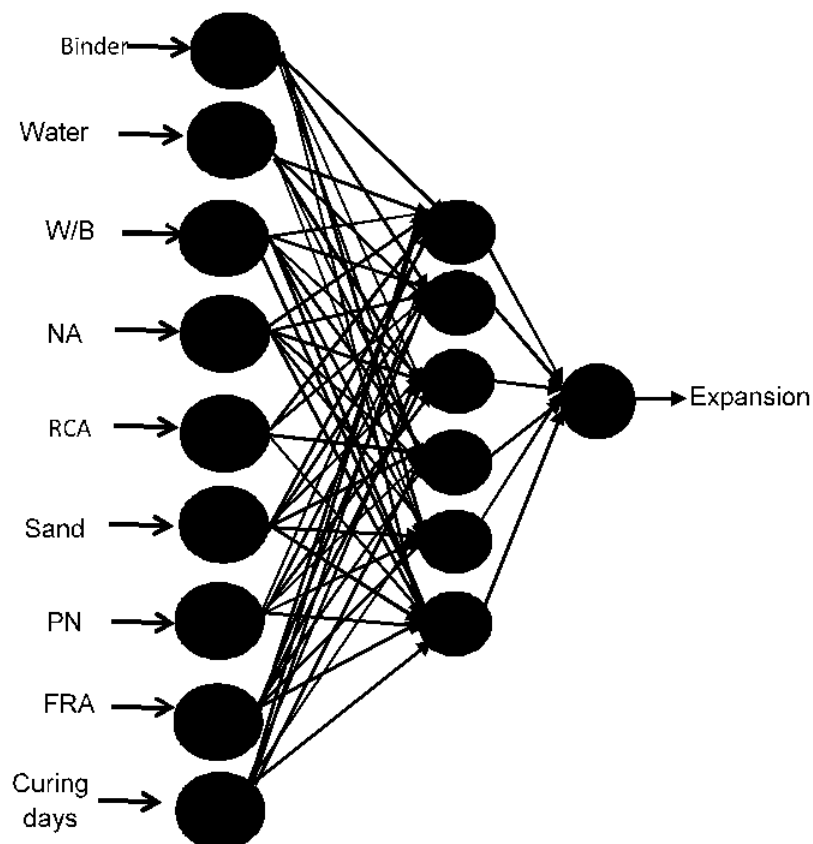 Binder
Water
W/B
NA
RCA
Sand
PN
FRA
Curing
days
Expansion